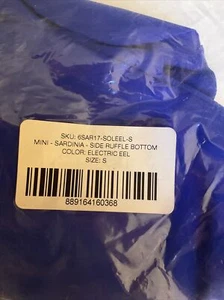 SKU: 6SAR17-SOLEEL-S
MINI - SARDINIA - SIDE RUFFLE BOTTOM
COLOR: ELECTRIC EEL
SIZE: S
889164160368